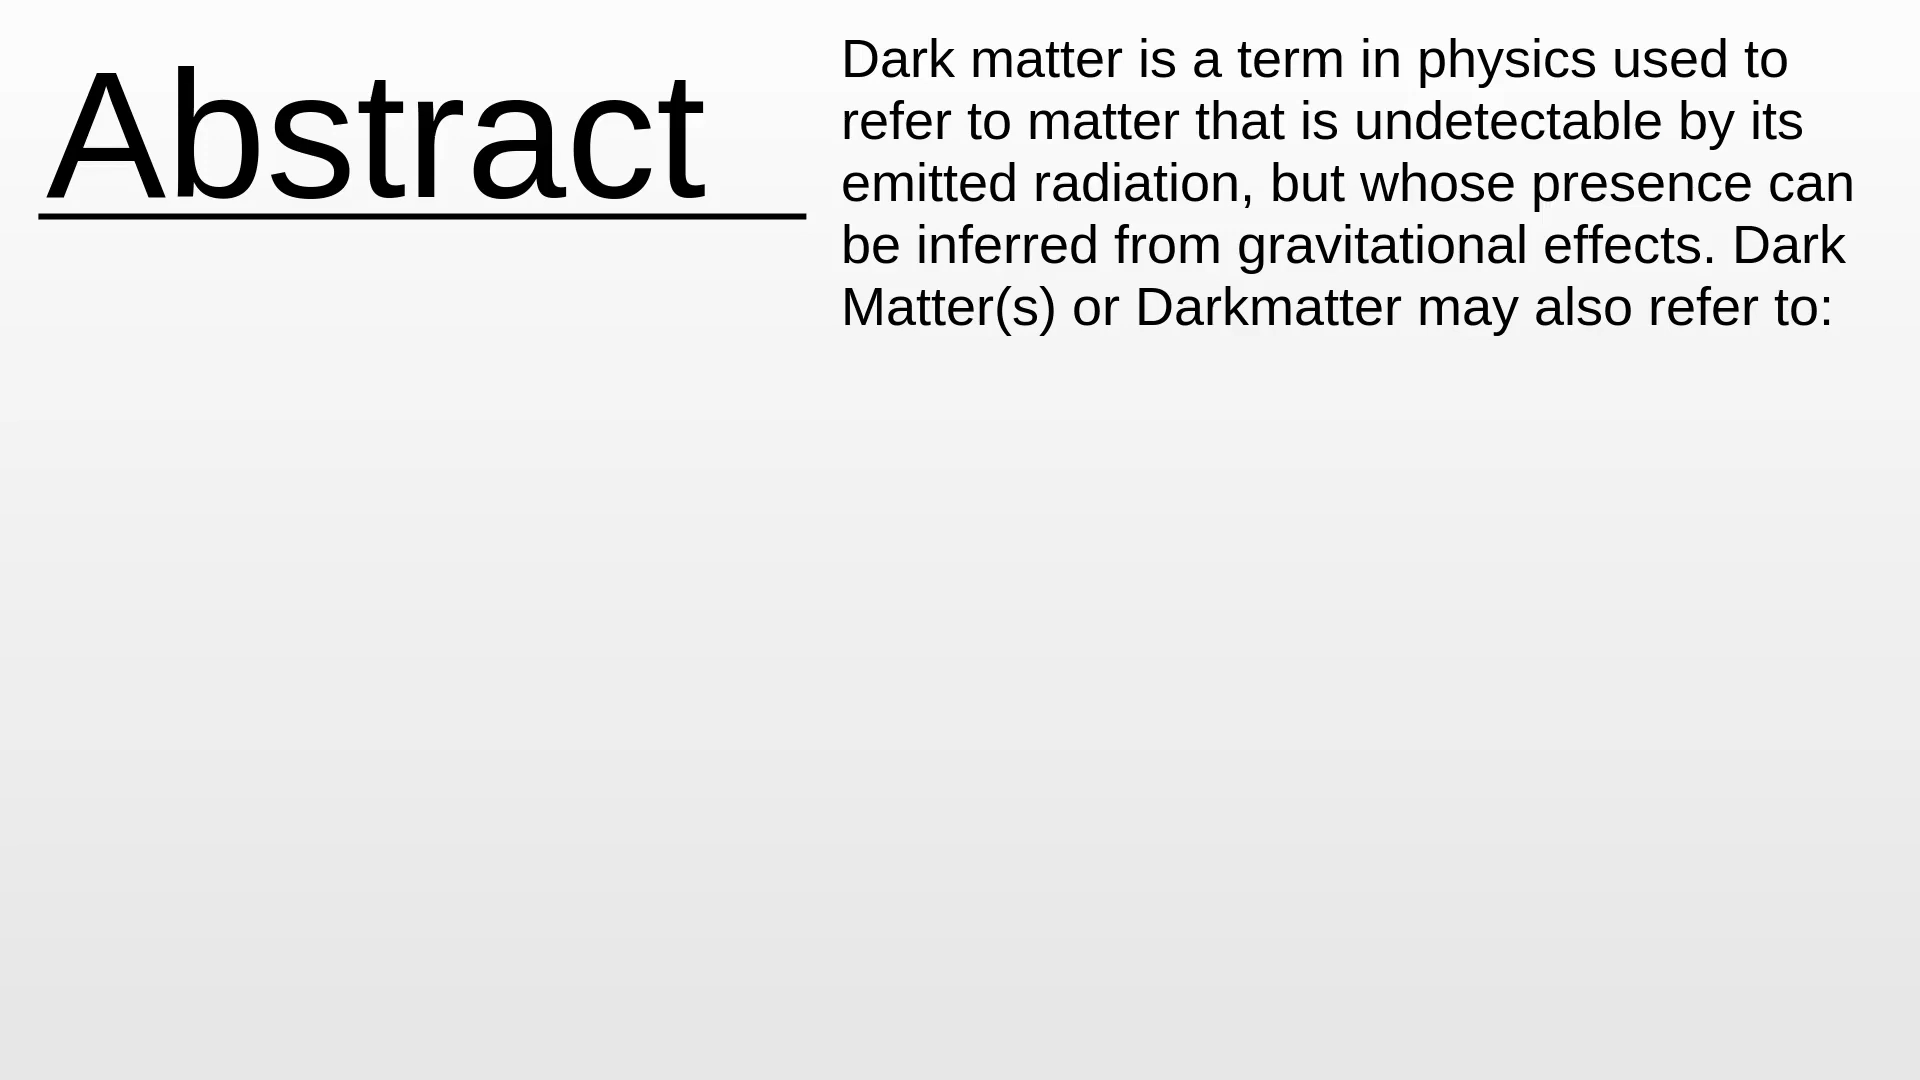 Abstract
Dark matter is a term in physics used to
refer to matter that is undetectable by its
emitted radiation, but whose presence can
be inferred from gravitational effects. Dark
Matter(s) or Darkmatter may also refer to: